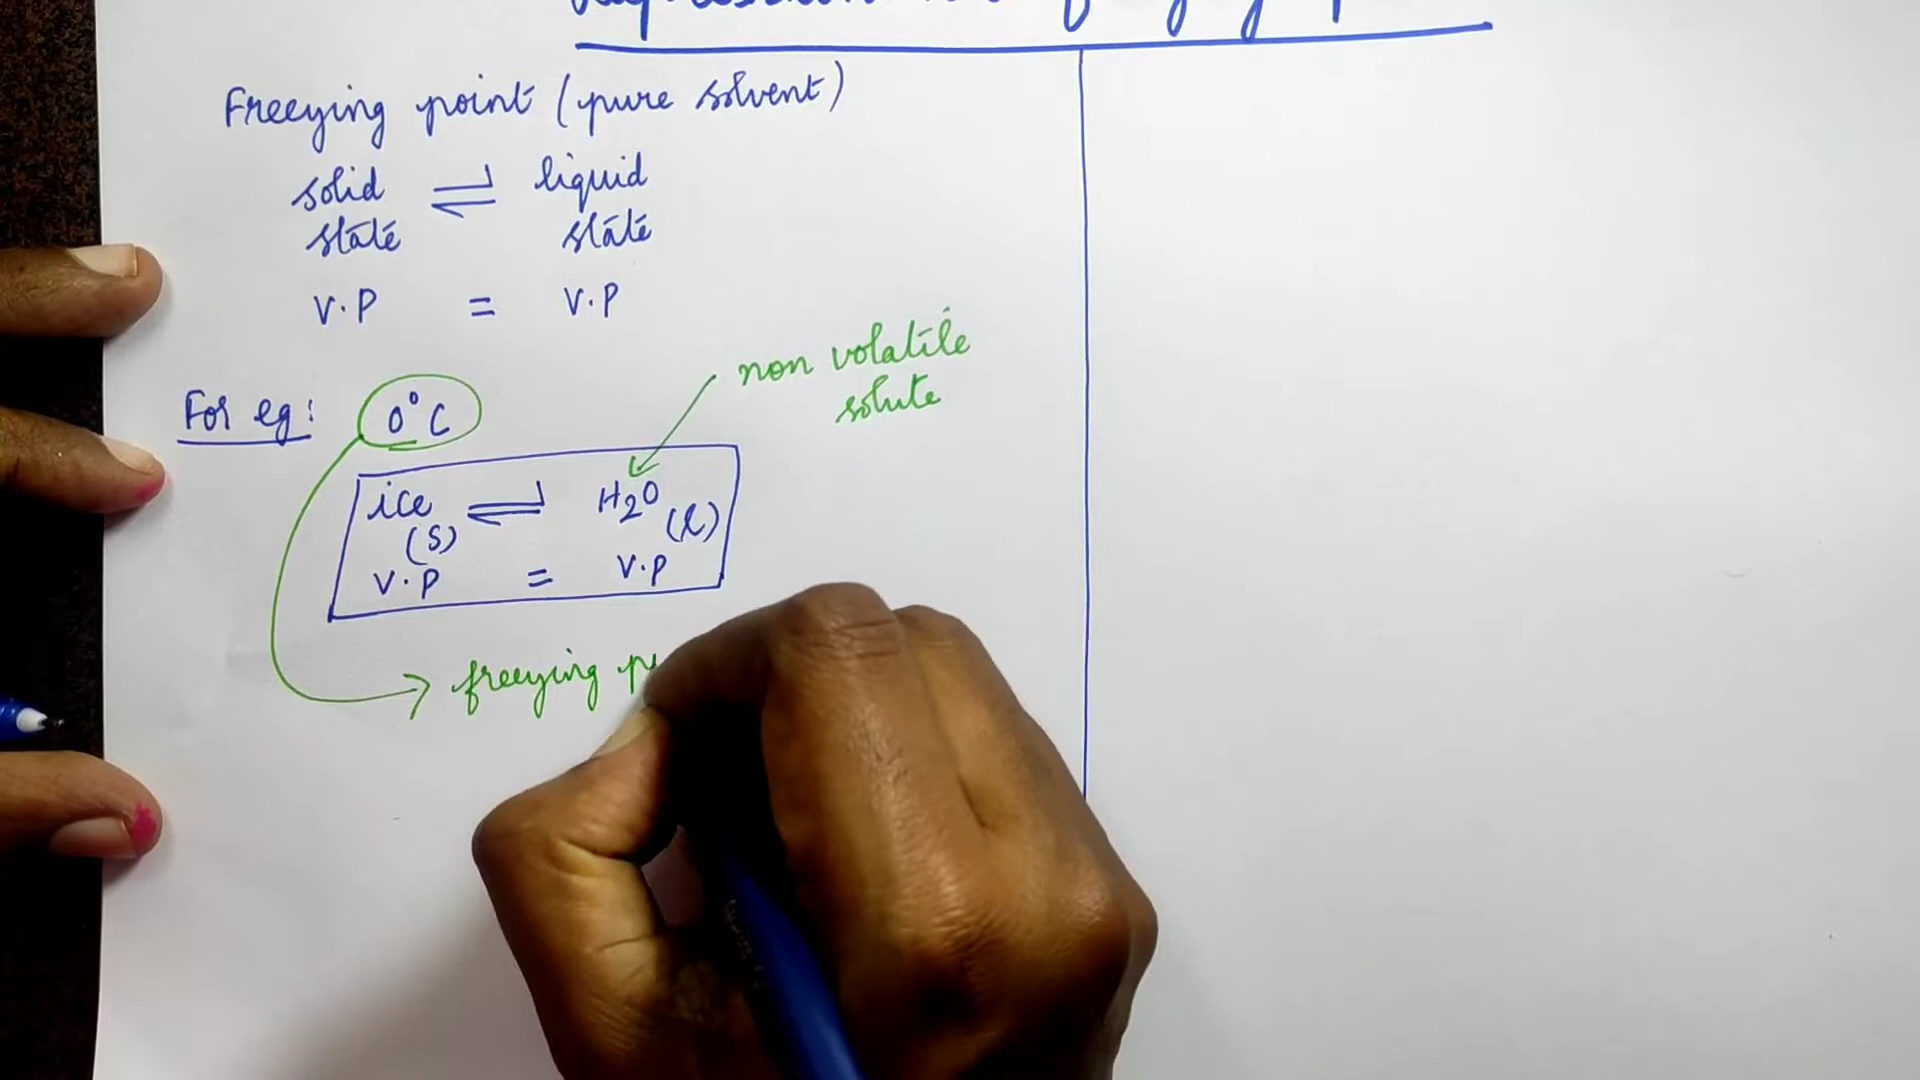 Freezing point (pure solvent)
solid ⇌ liquid
state state
V.P = V.P
non volatile
solute
For eg: 0°C
ice ⇌ H2O
(s) (l)
V.P = V.P
→ freezing